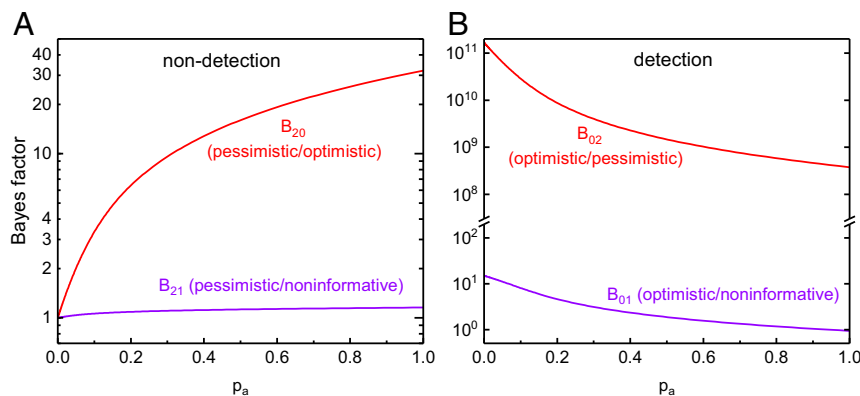 A
B
non-detection
detection
Bayes factor
40
30
20
10
4
3
2
1
B20
(pessimistic/optimistic)
B21 (pessimistic/noninformative)
0.0 0.2 0.4 0.6 0.8 1.0
pa
10^11
10^10
10^9
10^8
10^2
10^1
10^0
B02
(optimistic/pessimistic)
B01 (optimistic/noninformative)
0.0 0.2 0.4 0.6 0.8 1.0
pa